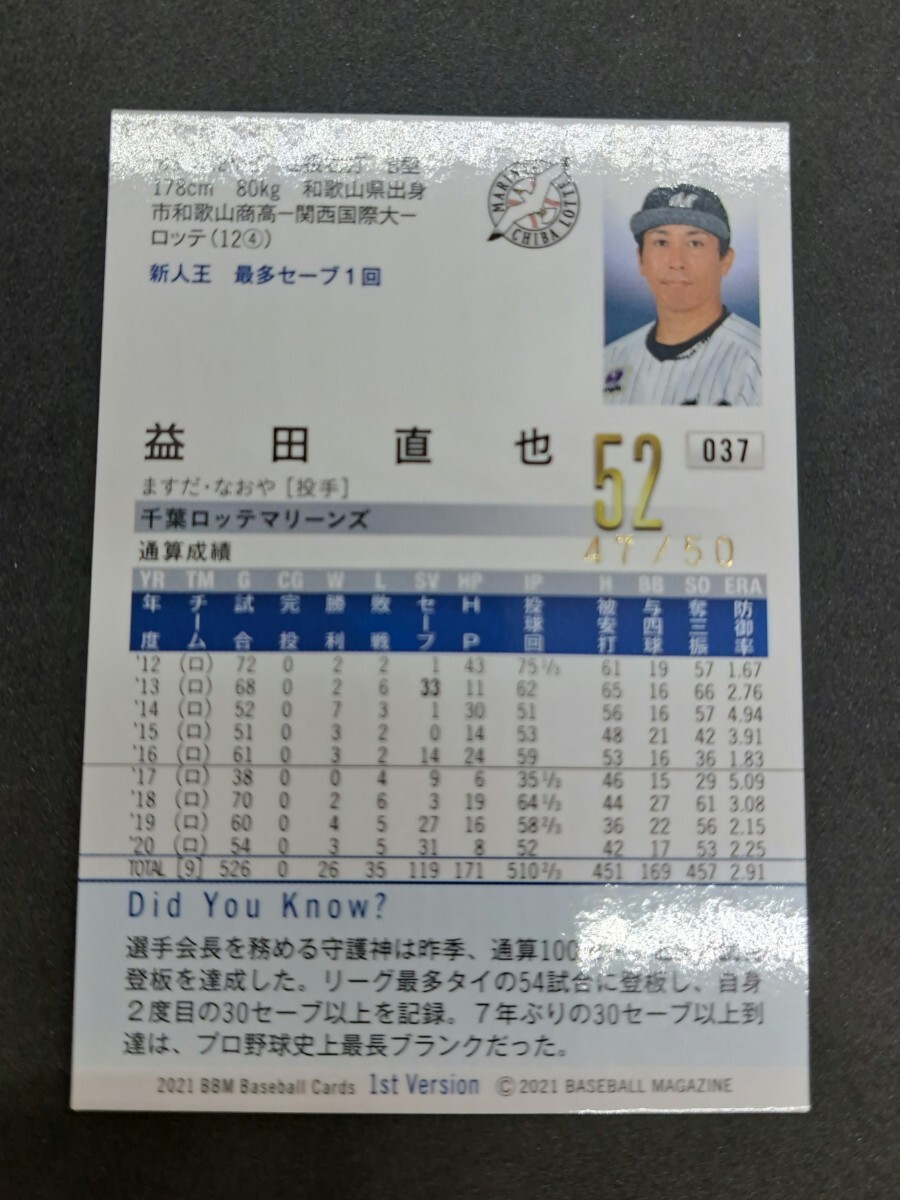 178cm 80kg 和歌山県出身
市和歌山商高ー関西国際大ー
ロッテ(12④)
新人王 最多セーブ1回
CHIBA LOTTE
M
益田直也
52
037
ますだ・なおや[投手]
千葉ロッテマリーンズ
47/50
通算成績
YR TM G CG W L SV HP IP H BB SO ERA
年度 チーム 試合 完投 勝利 敗戦 セーブ HP 投球回 被安打 与四球 奪三振 防御率
'12 (ロ) 72 0 2 2 1 43 75 1/3 61 19 57 1.67
'13 (ロ) 68 0 2 6 33 11 62 65 16 66 2.76
'14 (ロ) 52 0 7 3 1 30 51 56 16 57 4.94
'15 (ロ) 51 0 3 2 0 14 53 48 21 42 3.91
'16 (ロ) 61 0 3 2 14 24 59 53 16 36 1.83
'17 (ロ) 38 0 0 4 9 6 35 1/3 46 15 29 5.09
'18 (ロ) 70 0 2 6 3 19 64 1/3 44 27 61 3.08
'19 (ロ) 60 0 4 5 27 16 58 2/3 36 22 56 2.15
'20 (ロ) 54 0 3 5 31 8 52 42 17 53 2.25
TOTAL [9] 526 0 26 35 119 171 510 2/3 451 169 457 2.91
Did You Know?
選手会長を務める守護神は昨季、通算100
登板を達成した。リーグ最多タイの54試合に登板し、自身
2度目の30セーブ以上を記録。7年ぶりの30セーブ以上到
達は、プロ野球史上最長ブランクだった。
2021 BBM Baseball Cards 1st Version ©2021 BASEBALL MAGAZINE